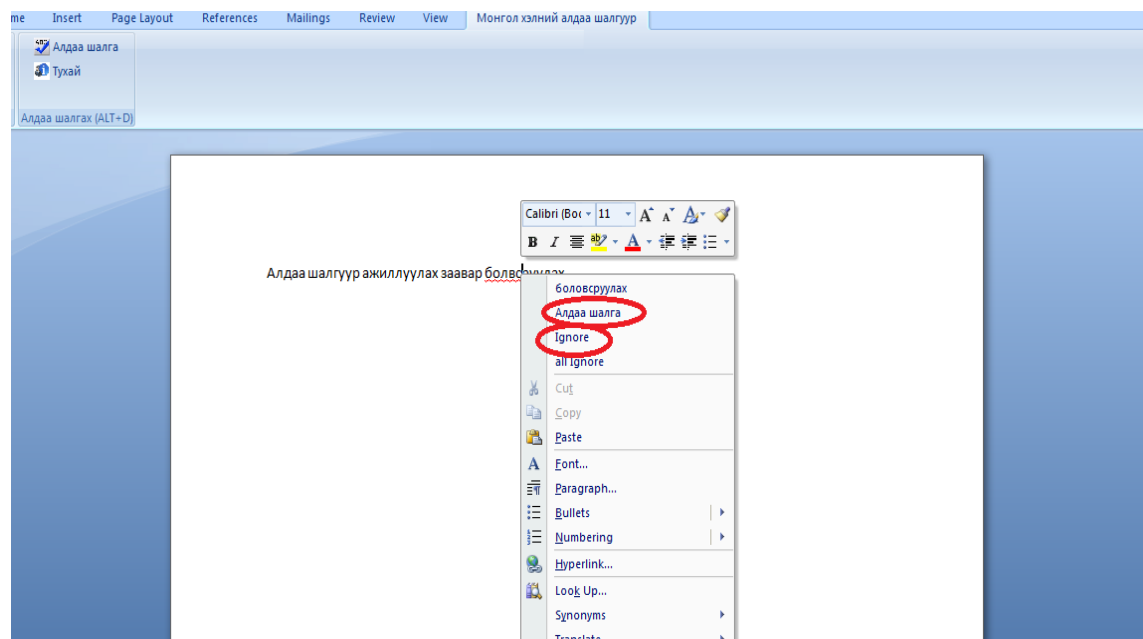 me Insert Page Layout References Mailings Review View Монгол хэлний алдаа шалгуур
Алдаа шалга
Тухай
Алдаа шалгах (ALT+D)
Calibri (Boc 11
Алдаа шалгуур ажиллуулах заавар болвсруулах
боловсруулах
Алдаа шалга
Ignore
all Ignore
Cut
Copy
Paste
Font...
Paragraph...
Bullets
Numbering
Hyperlink...
Look Up...
Synonyms
Translate